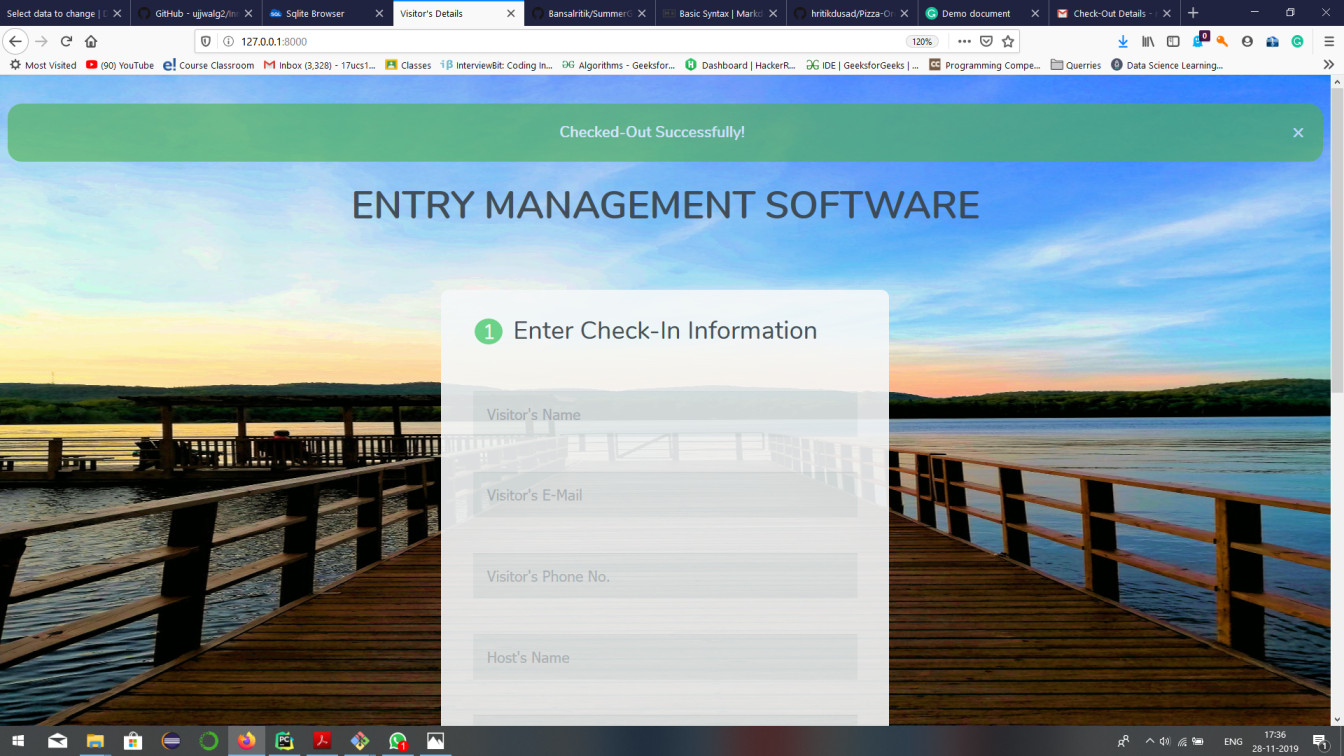 Select data to change | D
GitHub - ujjwalg2/Inn
Sqlite Browser
Visitor's Details
Bansalritik/SummerG
Basic Syntax | Markd
hritikdusad/Pizza-Or
Demo document
Check-Out Details - A
127.0.0.1:8000
120%
0
Most Visited
(90) YouTube
Course Classroom
Inbox (3,328) - 17ucs1...
Classes
InterviewBit: Coding In...
Algorithms - Geeksfor...
Dashboard | HackerR...
IDE | GeeksforGeeks | ...
Programming Compe...
Querries
Data Science Learning...
Checked-Out Successfully!
ENTRY MANAGEMENT SOFTWARE
1 Enter Check-In Information
Visitor's Name
Visitor's E-Mail
Visitor's Phone No.
Host's Name
ENG
17:36
28-11-2019